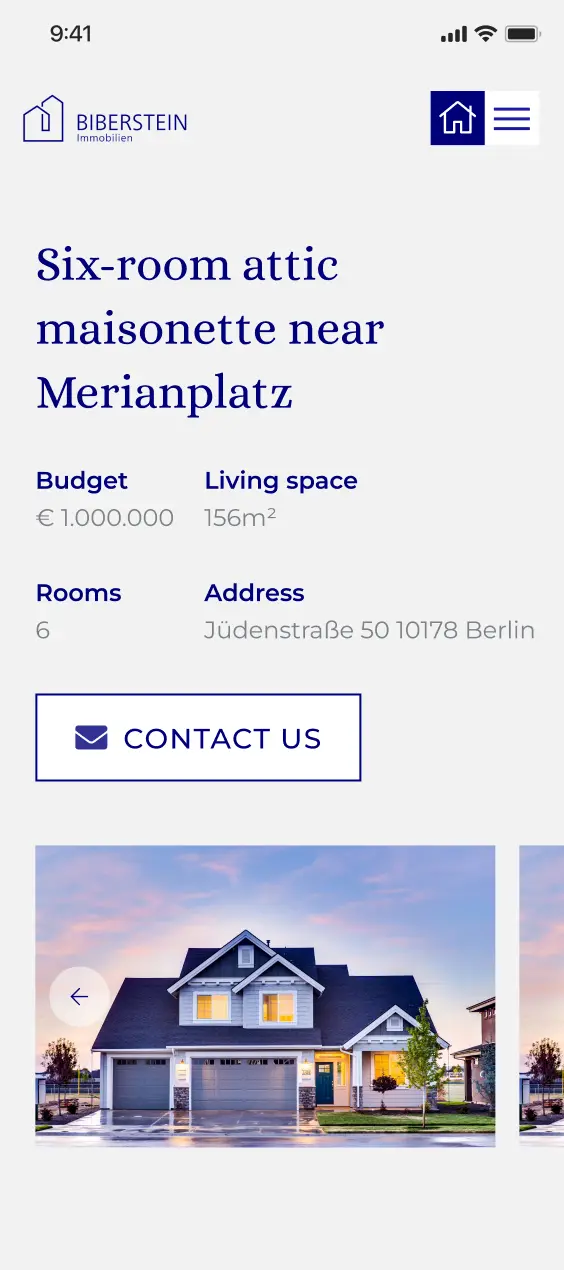 9:41
BIBERSTEIN
Immobilien
Six-room attic
maisonette near
Merianplatz
Budget
€ 1.000.000
Living space
156m²
Rooms
6
Address
Jüdenstraße 50 10178 Berlin
CONTACT US